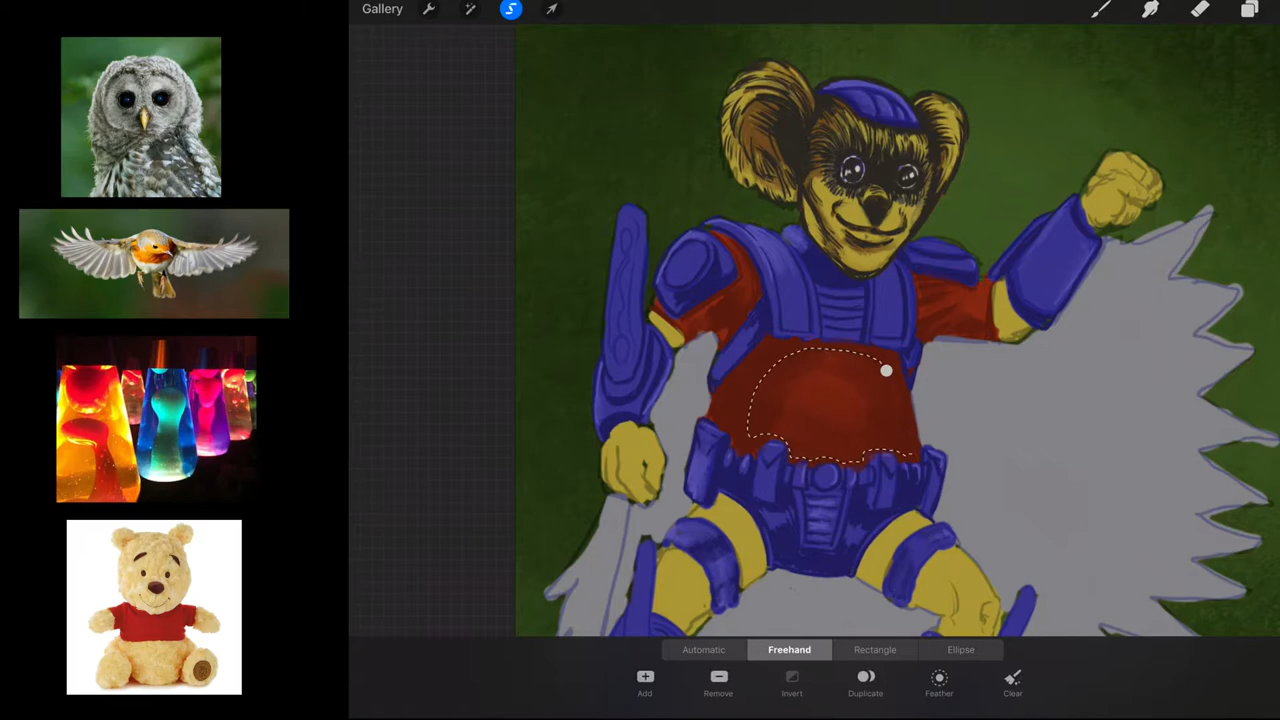 Gallery
Automatic Freehand Rectangle Ellipse
Add Remove Invert Duplicate Feather Clear